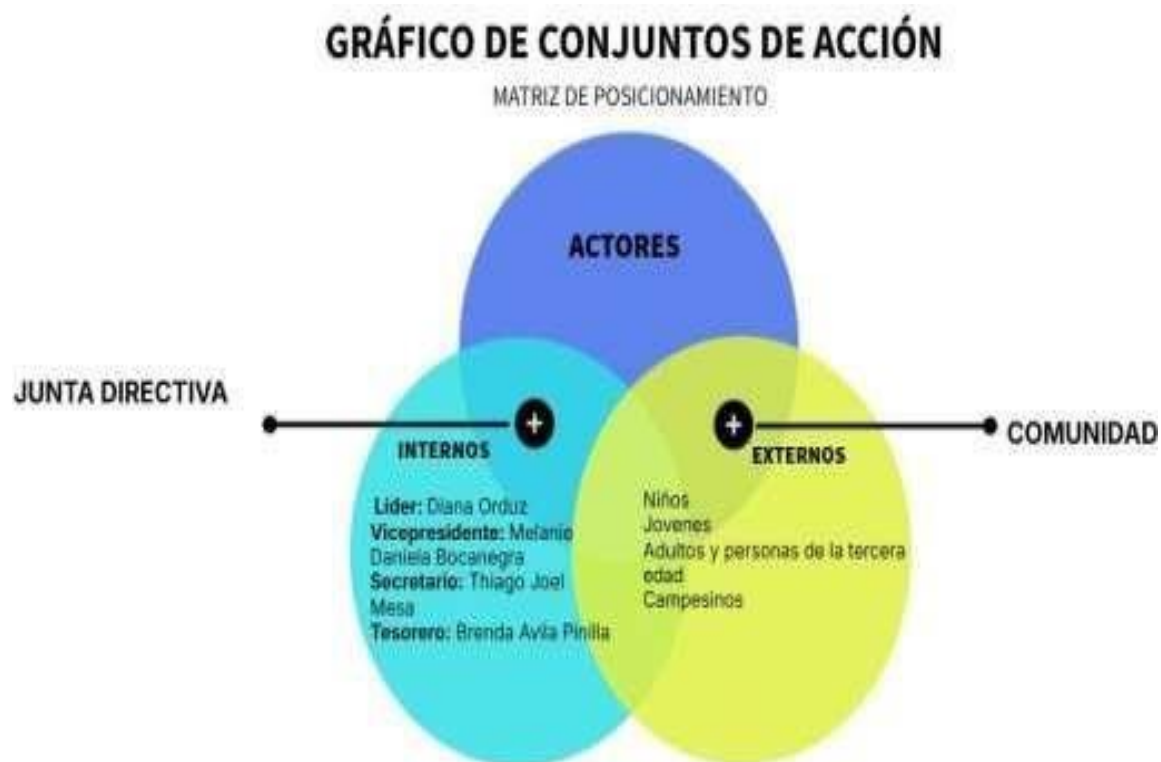 GRÁFICO DE CONJUNTOS DE ACCIÓN
MATRIZ DE POSICIONAMIENTO
ACTORES
JUNTA DIRECTIVA
INTERNOS
Lider: Diana Orduz
Vicepresidente: Melanie
Daniela Bocanegra
Secretario: Thiago Joel
Mesa
Tesorero: Brenda Avila Pinilla
EXTERNOS
Niños
Jovenes
Adultos y personas de la tercera
edad
Campesinos
COMUNIDAD